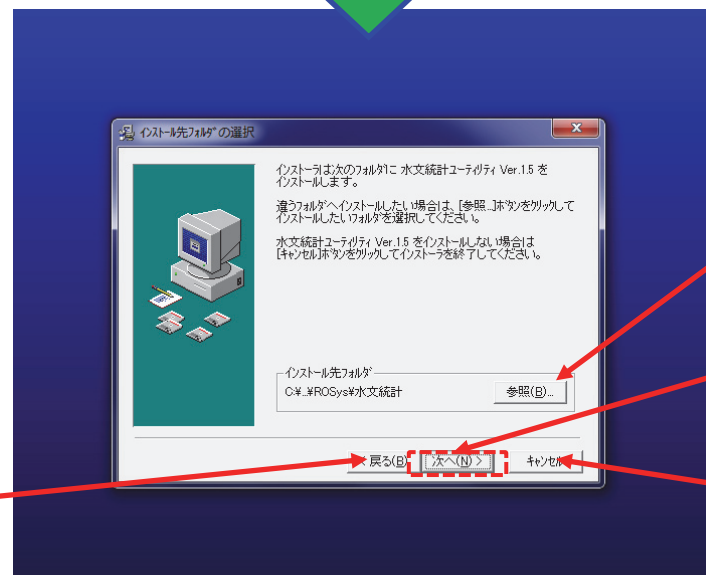 インストール先フォルダの選択
インストーラは次のフォルダに 水文統計ユーティリティ Ver.1.5 を
インストールします。
違うフォルダへインストールしたい場合は、[参照...]ボタンをクリックして
インストールしたいフォルダを選択してください。
水文統計ユーティリティ Ver.1.5 をインストールしない場合は
[キャンセル]ボタンをクリックしてインストーラを終了してください。
インストール先フォルダ
C:¥...¥ROSys¥水文統計
参照(B)...
< 戻る(B)
次へ(N) >
キャンセル